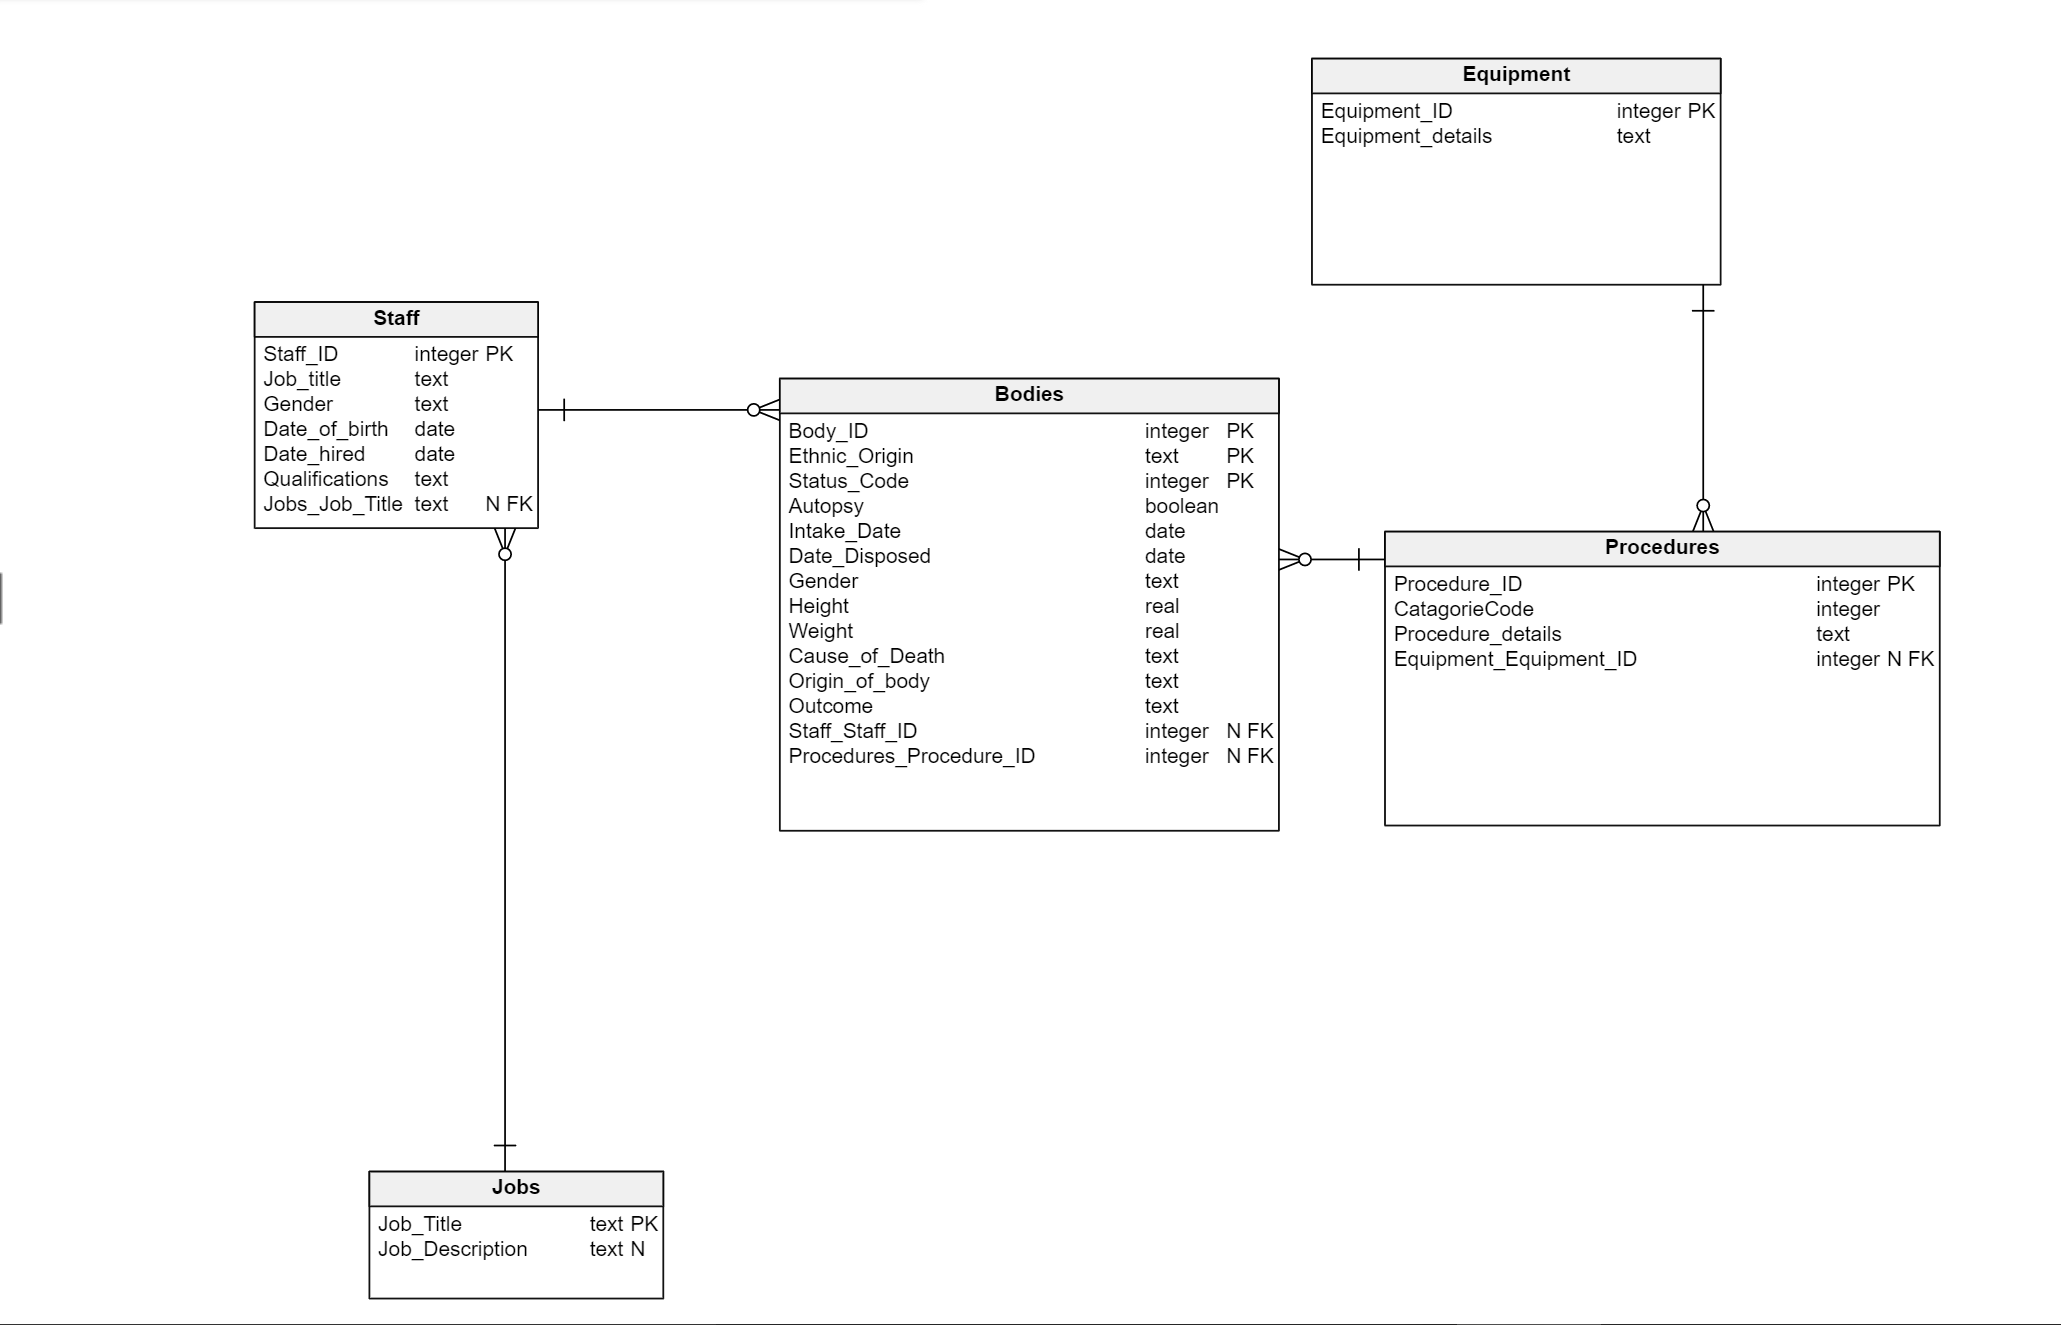 Equipment
Equipment_ID integer PK
Equipment_details text
Staff
Staff_ID integer PK
Job_title text
Gender text
Date_of_birth date
Date_hired date
Qualifications text
Jobs_Job_Title text N FK
Bodies
Body_ID integer PK
Ethnic_Origin text PK
Status_Code integer PK
Autopsy boolean
Intake_Date date
Date_Disposed date
Gender text
Height real
Weight real
Cause_of_Death text
Origin_of_body text
Outcome text
Staff_Staff_ID integer N FK
Procedures_Procedure_ID integer N FK
Procedures
Procedure_ID integer PK
CatagorieCode integer
Procedure_details text
Equipment_Equipment_ID integer N FK
Jobs
Job_Title text PK
Job_Description text N